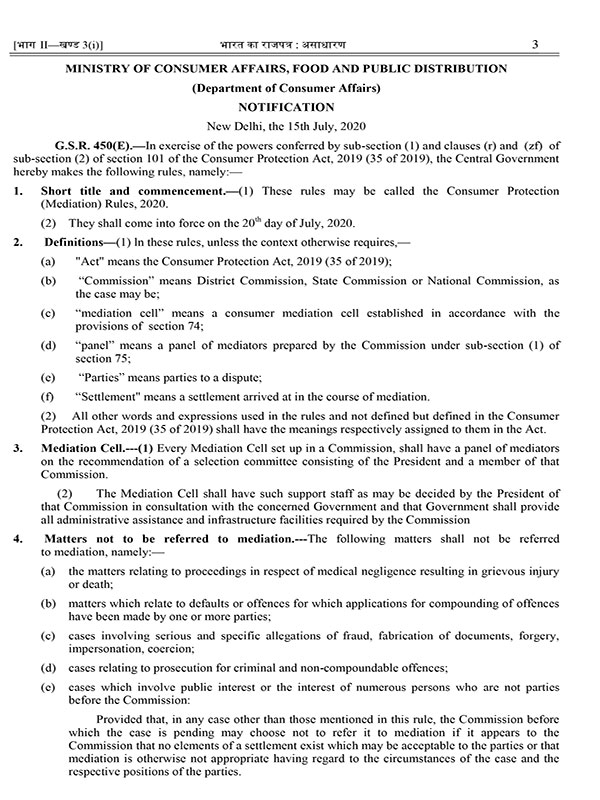 [भाग II—खण्ड 3(i)] भारत का राजपत्र : असाधारण 3
MINISTRY OF CONSUMER AFFAIRS, FOOD AND PUBLIC DISTRIBUTION
(Department of Consumer Affairs)
NOTIFICATION
New Delhi, the 15th July, 2020
G.S.R. 450(E).—In exercise of the powers conferred by sub-section (1) and clauses (r) and (zf) of
sub-section (2) of section 101 of the Consumer Protection Act, 2019 (35 of 2019), the Central Government
hereby makes the following rules, namely:—
1. Short title and commencement.—(1) These rules may be called the Consumer Protection
(Mediation) Rules, 2020.
(2) They shall come into force on the 20th day of July, 2020.
2. Definitions—(1) In these rules, unless the context otherwise requires,—
(a) "Act" means the Consumer Protection Act, 2019 (35 of 2019);
(b) “Commission” means District Commission, State Commission or National Commission, as
the case may be;
(c) “mediation cell” means a consumer mediation cell established in accordance with the
provisions of section 74;
(d) “panel” means a panel of mediators prepared by the Commission under sub-section (1) of
section 75;
(e) “Parties” means parties to a dispute;
(f) “Settlement" means a settlement arrived at in the course of mediation.
(2) All other words and expressions used in the rules and not defined but defined in the Consumer
Protection Act, 2019 (35 of 2019) shall have the meanings respectively assigned to them in the Act.
3. Mediation Cell.---(1) Every Mediation Cell set up in a Commission, shall have a panel of mediators
on the recommendation of a selection committee consisting of the President and a member of that
Commission.
(2) The Mediation Cell shall have such support staff as may be decided by the President of
that Commission in consultation with the concerned Government and that Government shall provide
all administrative assistance and infrastructure facilities required by the Commission
4. Matters not to be referred to mediation.---The following matters shall not be referred
to mediation, namely:—
(a) the matters relating to proceedings in respect of medical negligence resulting in grievous injury
or death;
(b) matters which relate to defaults or offences for which applications for compounding of offences
have been made by one or more parties;
(c) cases involving serious and specific allegations of fraud, fabrication of documents, forgery,
impersonation, coercion;
(d) cases relating to prosecution for criminal and non-compoundable offences;
(e) cases which involve public interest or the interest of numerous persons who are not parties
before the Commission:
Provided that, in any case other than those mentioned in this rule, the Commission before
which the case is pending may choose not to refer it to mediation if it appears to the
Commission that no elements of a settlement exist which may be acceptable to the parties or that
mediation is otherwise not appropriate having regard to the circumstances of the case and the
respective positions of the parties.